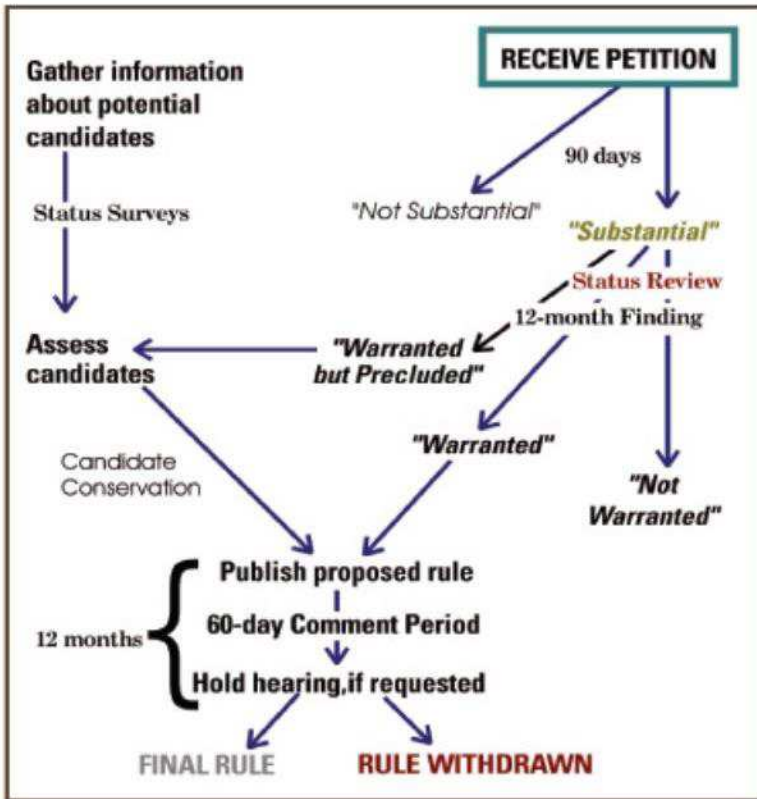 RECEIVE PETITION
Gather information
about potential
candidates
90 days
Status Surveys
"Not Substantial"
"Substantial"
Status Review
12-month Finding
Assess
candidates
"Warranted
but Precluded"
"Warranted"
Candidate
Conservation
"Not
Warranted"
Publish proposed rule
60-day Comment Period
12 months
Hold hearing,if requested
FINAL RULE
RULE WITHDRAWN